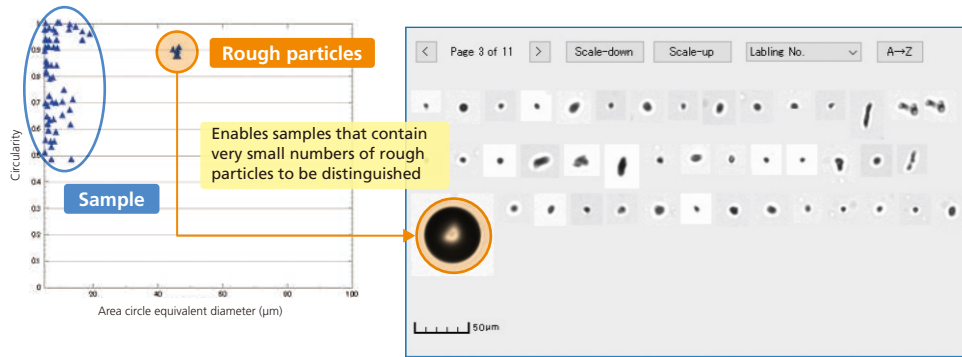 Circularity
1
0.9
0.8
0.7
0.6
0.5
0.4
0.3
0.2
0.1
0
20
40
60
80
100
Area circle equivalent diameter (µm)
Sample
Rough particles
Enables samples that contain
very small numbers of rough
particles to be distinguished
< Page 3 of 11 > Scale-down Scale-up Labling No. A→Z
50µm